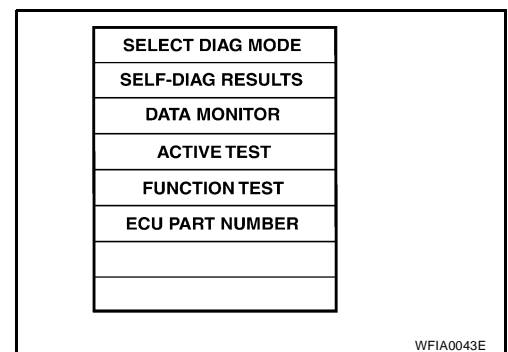 SELECT DIAG MODE
SELF-DIAG RESULTS
DATA MONITOR
ACTIVE TEST
FUNCTION TEST
ECU PART NUMBER
WFIA0043E